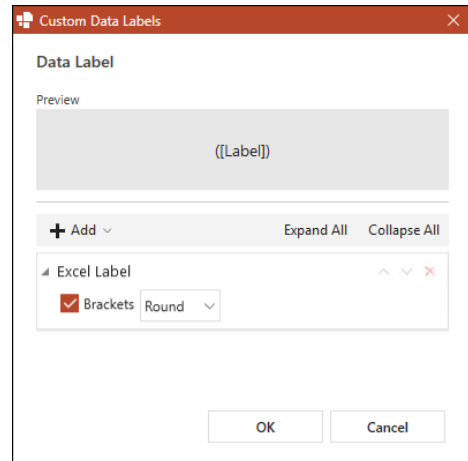 Custom Data Labels
Data Label
Preview
([Label])
Add Expand All Collapse All
Excel Label
Brackets Round
OK Cancel